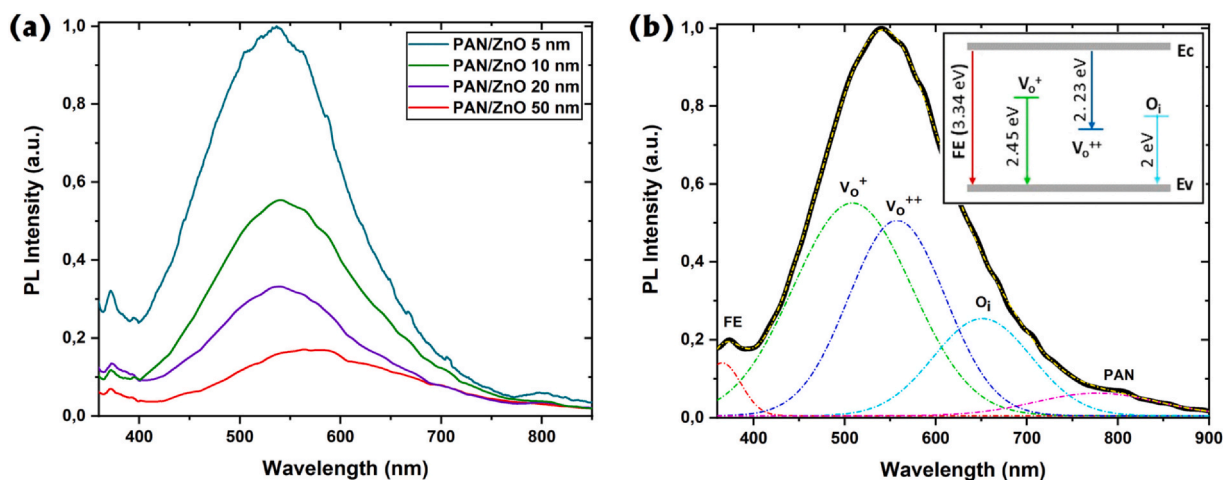 (a)
1,0
0,8
0,6
0,4
0,2
0,0
PL Intensity (a.u.)
PAN/ZnO 5 nm
PAN/ZnO 10 nm
PAN/ZnO 20 nm
PAN/ZnO 50 nm
400
500
600
700
800
Wavelength (nm)
(b)
1,0
0,8
0,6
0,4
0,2
0,0
PL Intensity (a.u.)
FE
Vo+
Vo++
Oi
PAN
Ec
FE (3.34 eV)
Vo+
2.45 eV
2. 23 eV
Vo++
Oi
2 eV
Ev
400
500
600
700
800
900
Wavelength (nm)